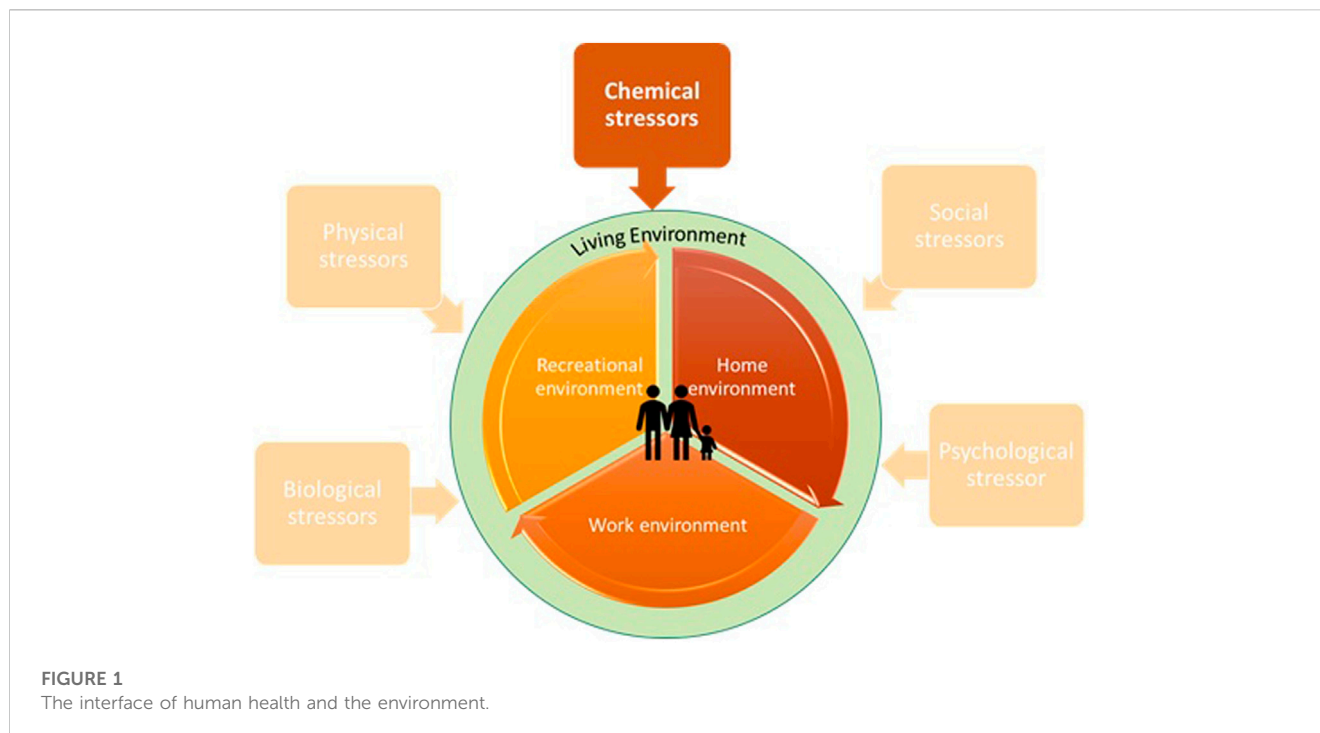 Chemical
stressors
Physical
stressors
Social
stressors
Living Environment
Recreational
environment
Home
environment
Biological
stressors
Psychological
stressor
Work environment
FIGURE 1
The interface of human health and the environment.